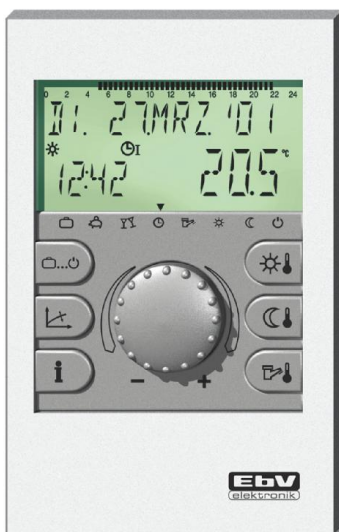 0 2 4 6 8 10 12 14 16 18 20 22 24
DI. 27.MRZ. '01
I
12:42 20.5 °C
i
- +
EbV
elektronik